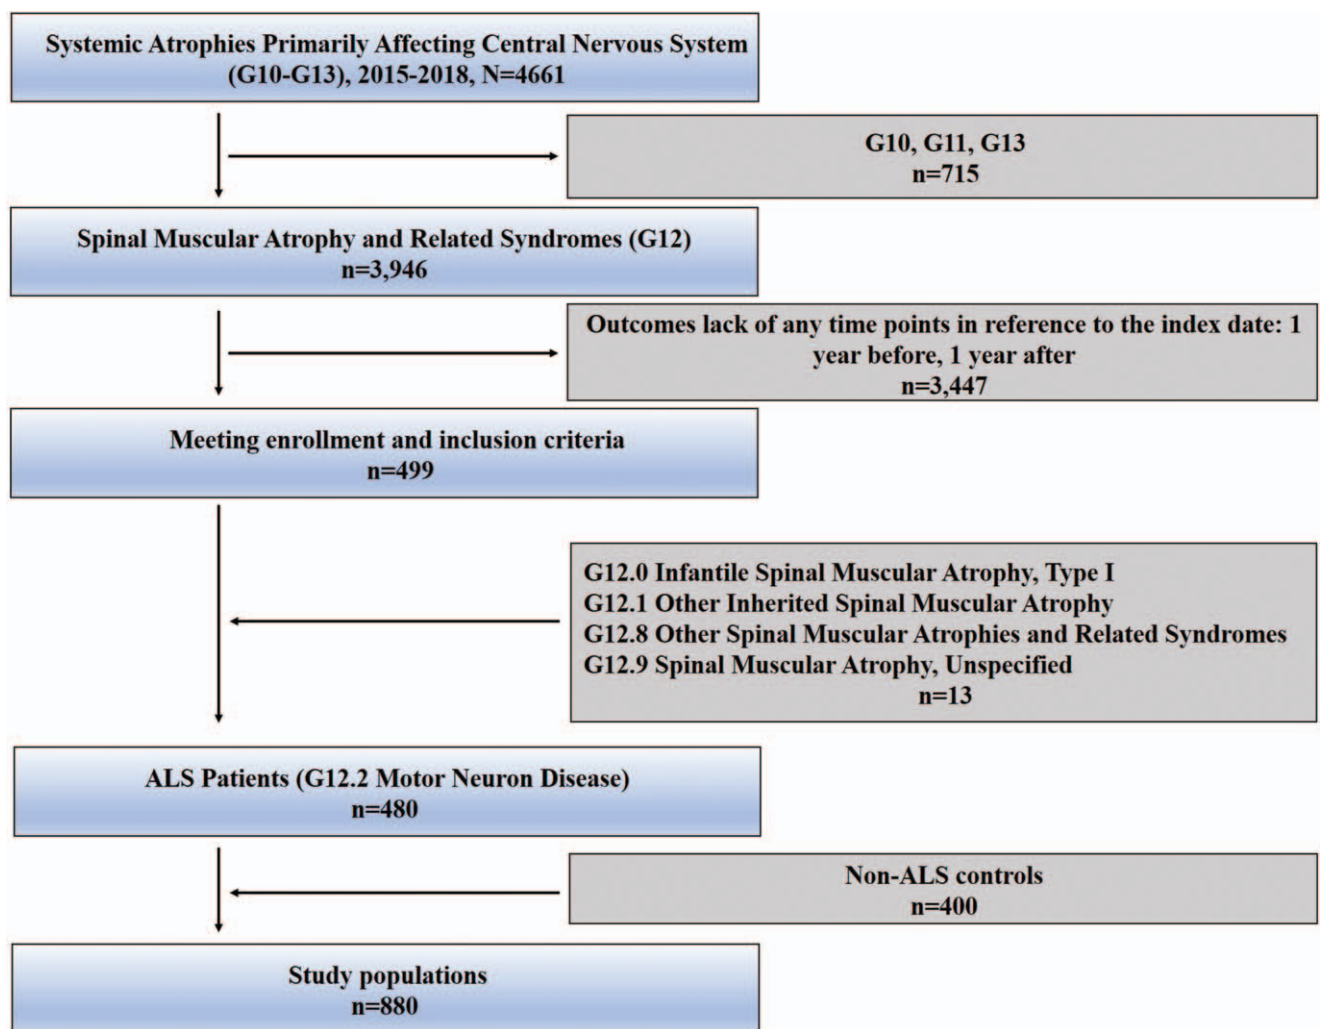 Systemic Atrophies Primarily Affecting Central Nervous System
(G10-G13), 2015-2018, N=4661
G10, G11, G13
n=715
Spinal Muscular Atrophy and Related Syndromes (G12)
n=3,946
Outcomes lack of any time points in reference to the index date: 1
year before, 1 year after
n=3,447
Meeting enrollment and inclusion criteria
n=499
G12.0 Infantile Spinal Muscular Atrophy, Type I
G12.1 Other Inherited Spinal Muscular Atrophy
G12.8 Other Spinal Muscular Atrophies and Related Syndromes
G12.9 Spinal Muscular Atrophy, Unspecified
n=13
ALS Patients (G12.2 Motor Neuron Disease)
n=480
Non-ALS controls
n=400
Study populations
n=880